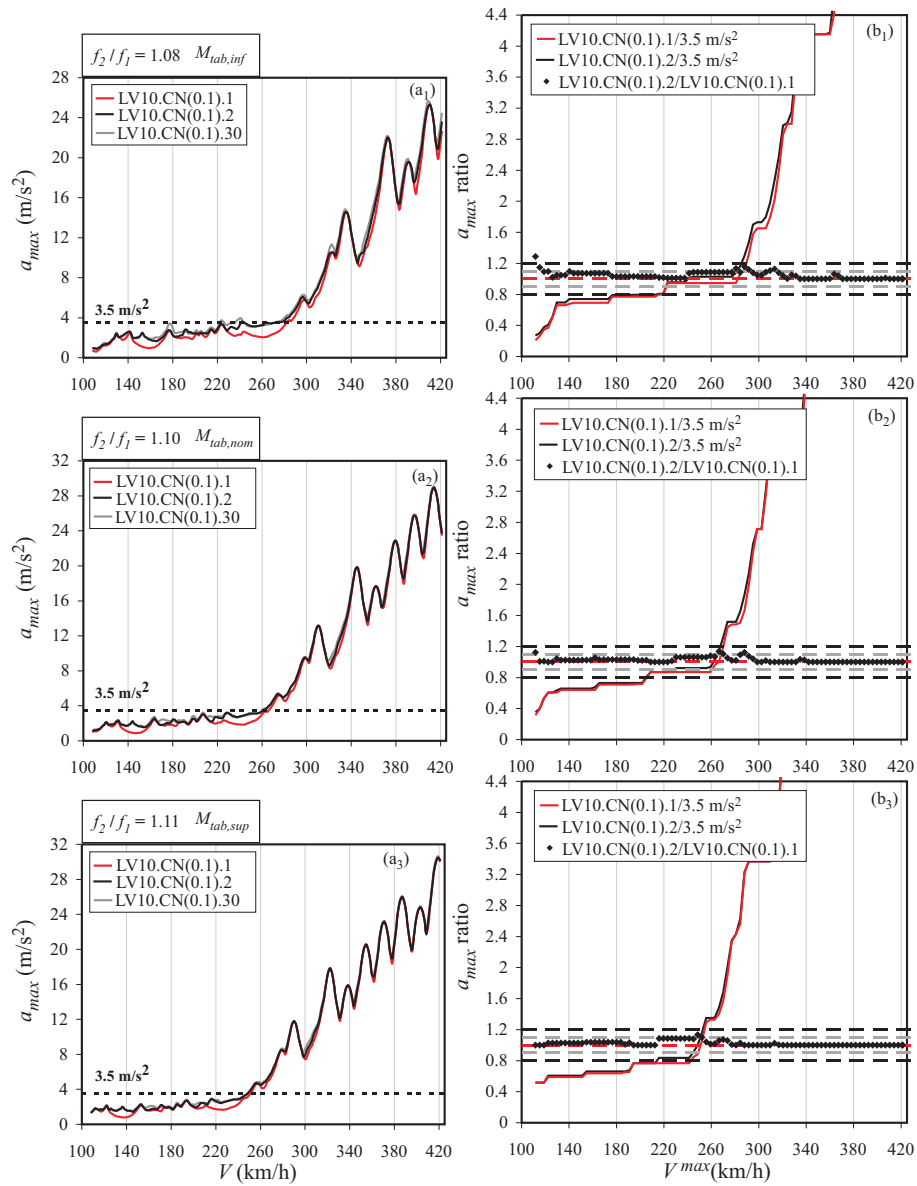 f2 / f1 = 1.08 Mtab,inf
LV10.CN(0.1).1
LV10.CN(0.1).2
LV10.CN(0.1).30
(a1)
28
24
20
16
12
8
4
0
amax (m/s2)
3.5 m/s2
100 140 180 220 260 300 340 380 420
4.4
4
3.6
3.2
2.8
2.4
2
1.6
1.2
0.8
0.4
0
amax ratio
LV10.CN(0.1).1/3.5 m/s2
LV10.CN(0.1).2/3.5 m/s2
LV10.CN(0.1).2/LV10.CN(0.1).1
(b1)
100 140 180 220 260 300 340 380 420
f2 / f1 = 1.10 Mtab,nom
LV10.CN(0.1).1
LV10.CN(0.1).2
LV10.CN(0.1).30
(a2)
32
28
24
20
16
12
8
4
0
amax (m/s2)
3.5 m/s2
100 140 180 220 260 300 340 380 420
4.4
4
3.6
3.2
2.8
2.4
2
1.6
1.2
0.8
0.4
0
amax ratio
LV10.CN(0.1).1/3.5 m/s2
LV10.CN(0.1).2/3.5 m/s2
LV10.CN(0.1).2/LV10.CN(0.1).1
(b2)
100 140 180 220 260 300 340 380 420
f2 / f1 = 1.11 Mtab,sup
LV10.CN(0.1).1
LV10.CN(0.1).2
LV10.CN(0.1).30
(a3)
32
28
24
20
16
12
8
4
0
amax (m/s2)
3.5 m/s2
100 140 180 220 260 300 340 380 420
V (km/h)
4.4
4
3.6
3.2
2.8
2.4
2
1.6
1.2
0.8
0.4
0
amax ratio
LV10.CN(0.1).1/3.5 m/s2
LV10.CN(0.1).2/3.5 m/s2
LV10.CN(0.1).2/LV10.CN(0.1).1
(b3)
100 140 180 220 260 300 340 380 420
Vmax(km/h)